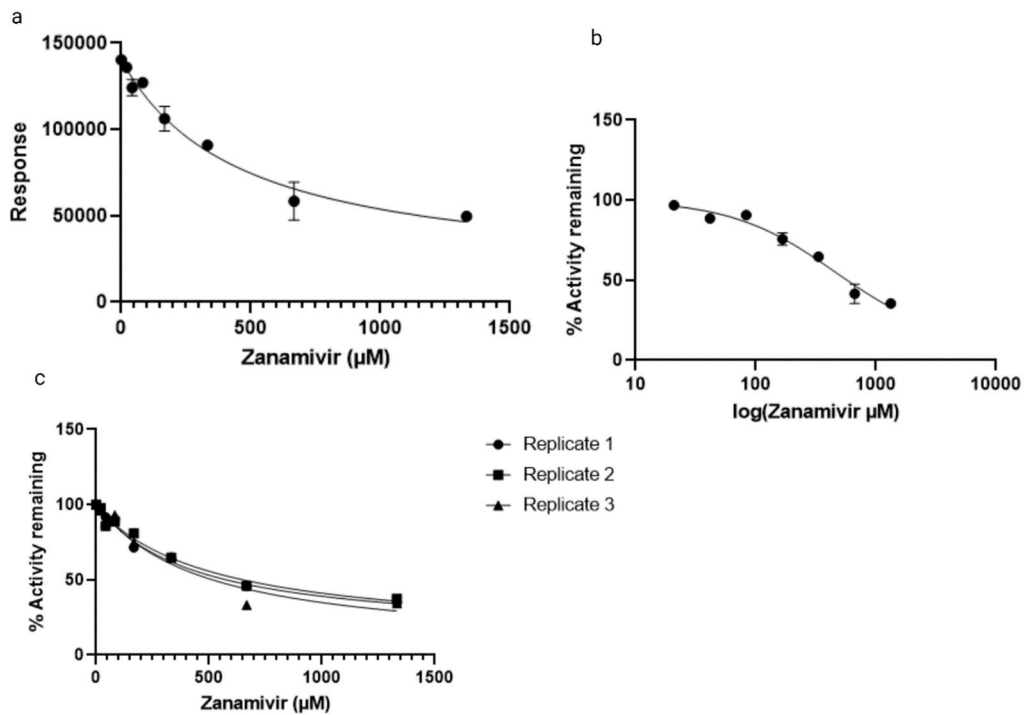 a
150000
100000
50000
0
Response
0 500 1000 1500
Zanamivir (µM)
b
150
100
50
0
% Activity remaining
10 100 1000 10000
log(Zanamivir µM)
c
150
100
50
0
% Activity remaining
0 500 1000 1500
Zanamivir (µM)
Replicate 1
Replicate 2
Replicate 3